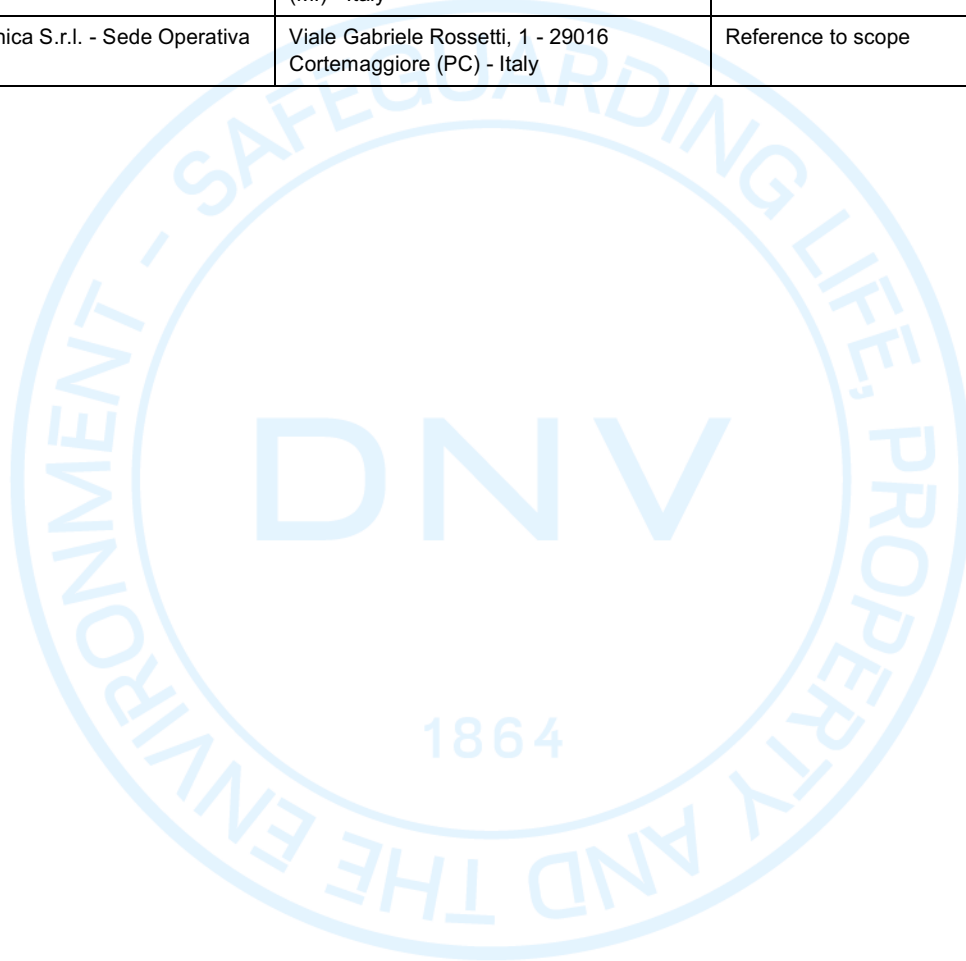 - Italy
nica S.r.l. - Sede Operativa
Viale Gabriele Rossetti, 1 - 29016
Cortemaggiore (PC) - Italy
Reference to scope
SAFEGUARDING LIFE, PROPERTY AND THE ENVIRONMENT -
DNV
1864